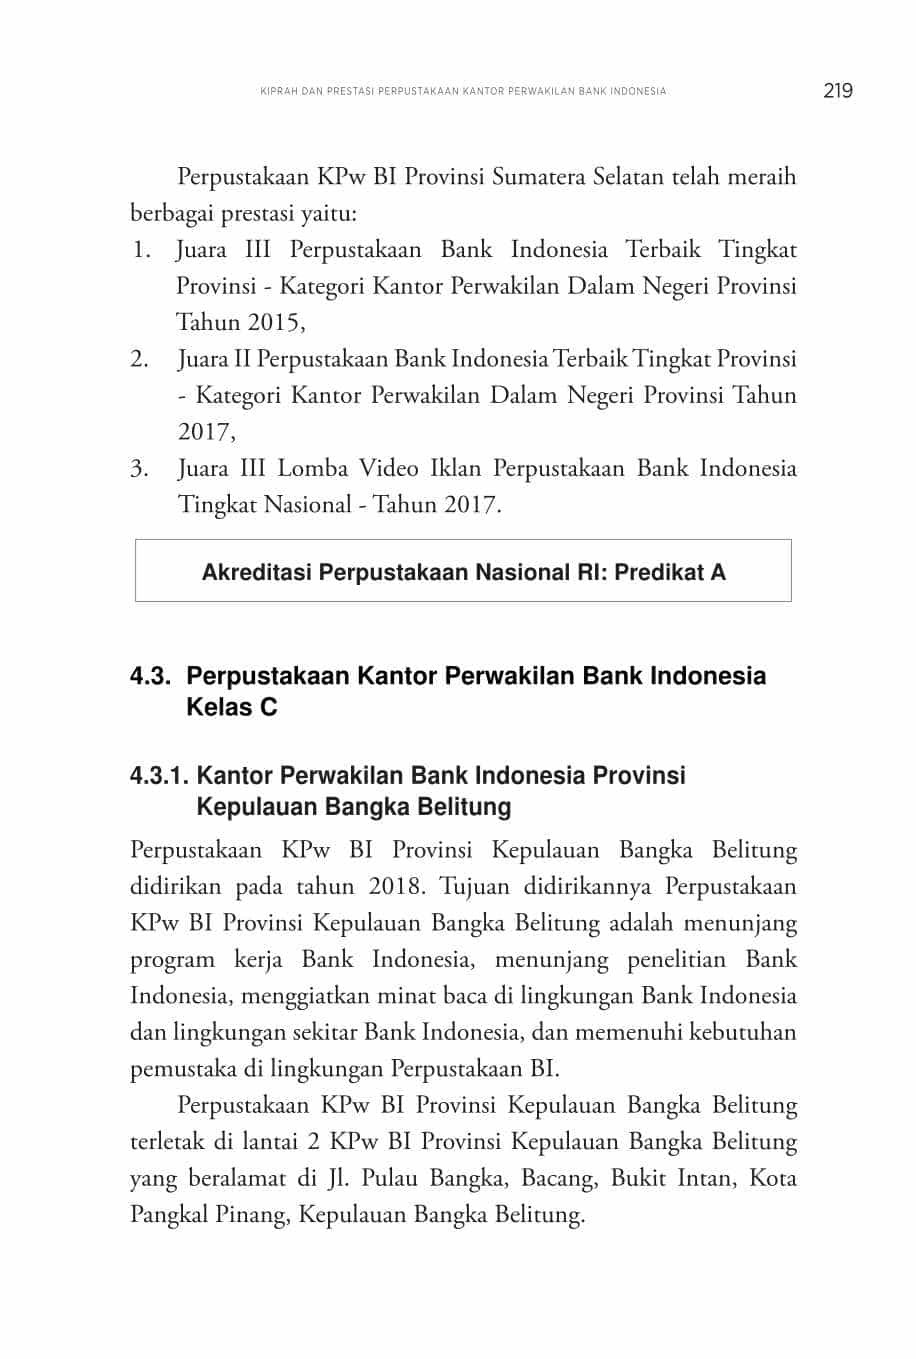 KIPRAH DAN PRESTASI PERPUSTAKAAN KANTOR PERWAKILAN BANK INDONESIA 219
Perpustakaan KPw BI Provinsi Sumatera Selatan telah meraih
berbagai prestasi yaitu:
1. Juara III Perpustakaan Bank Indonesia Terbaik Tingkat
Provinsi - Kategori Kantor Perwakilan Dalam Negeri Provinsi
Tahun 2015,
2. Juara II Perpustakaan Bank Indonesia Terbaik Tingkat Provinsi
- Kategori Kantor Perwakilan Dalam Negeri Provinsi Tahun
2017,
3. Juara III Lomba Video Iklan Perpustakaan Bank Indonesia
Tingkat Nasional - Tahun 2017.
Akreditasi Perpustakaan Nasional RI: Predikat A
4.3. Perpustakaan Kantor Perwakilan Bank Indonesia
Kelas C
4.3.1. Kantor Perwakilan Bank Indonesia Provinsi
Kepulauan Bangka Belitung
Perpustakaan KPw BI Provinsi Kepulauan Bangka Belitung
didirikan pada tahun 2018. Tujuan didirikannya Perpustakaan
KPw BI Provinsi Kepulauan Bangka Belitung adalah menunjang
program kerja Bank Indonesia, menunjang penelitian Bank
Indonesia, menggiatkan minat baca di lingkungan Bank Indonesia
dan lingkungan sekitar Bank Indonesia, dan memenuhi kebutuhan
pemustaka di lingkungan Perpustakaan BI.
Perpustakaan KPw BI Provinsi Kepulauan Bangka Belitung
terletak di lantai 2 KPw BI Provinsi Kepulauan Bangka Belitung
yang beralamat di Jl. Pulau Bangka, Bacang, Bukit Intan, Kota
Pangkal Pinang, Kepulauan Bangka Belitung.